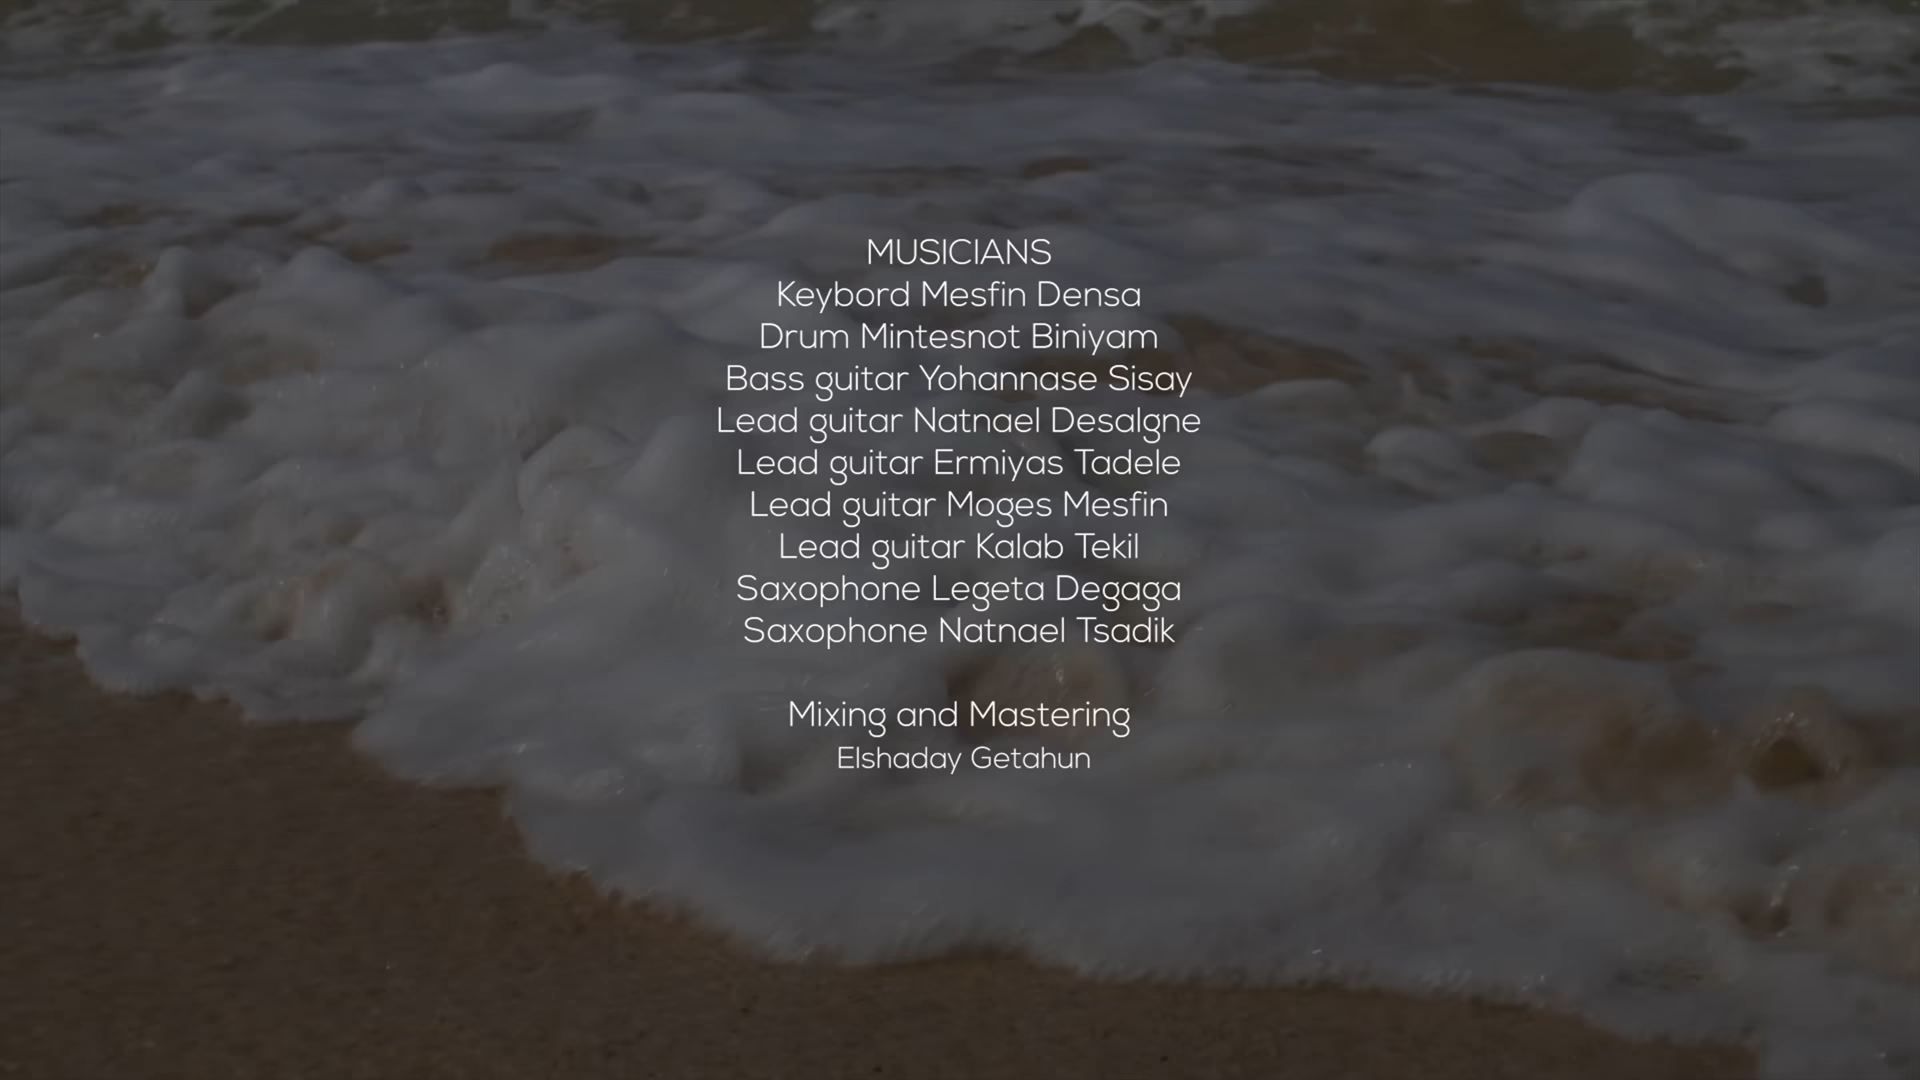 MUSICIANS
Keybord Mesfin Densa
Drum Mintesnot Biniyam
Bass guitar Yohannase Sisay
Lead guitar Natnael Desalgne
Lead guitar Ermiyas Tadele
Lead guitar Moges Mesfin
Lead guitar Kalab Tekil
Saxophone Legeta Degaga
Saxophone Natnael Tsadik
Mixing and Mastering
Elshaday Getahun